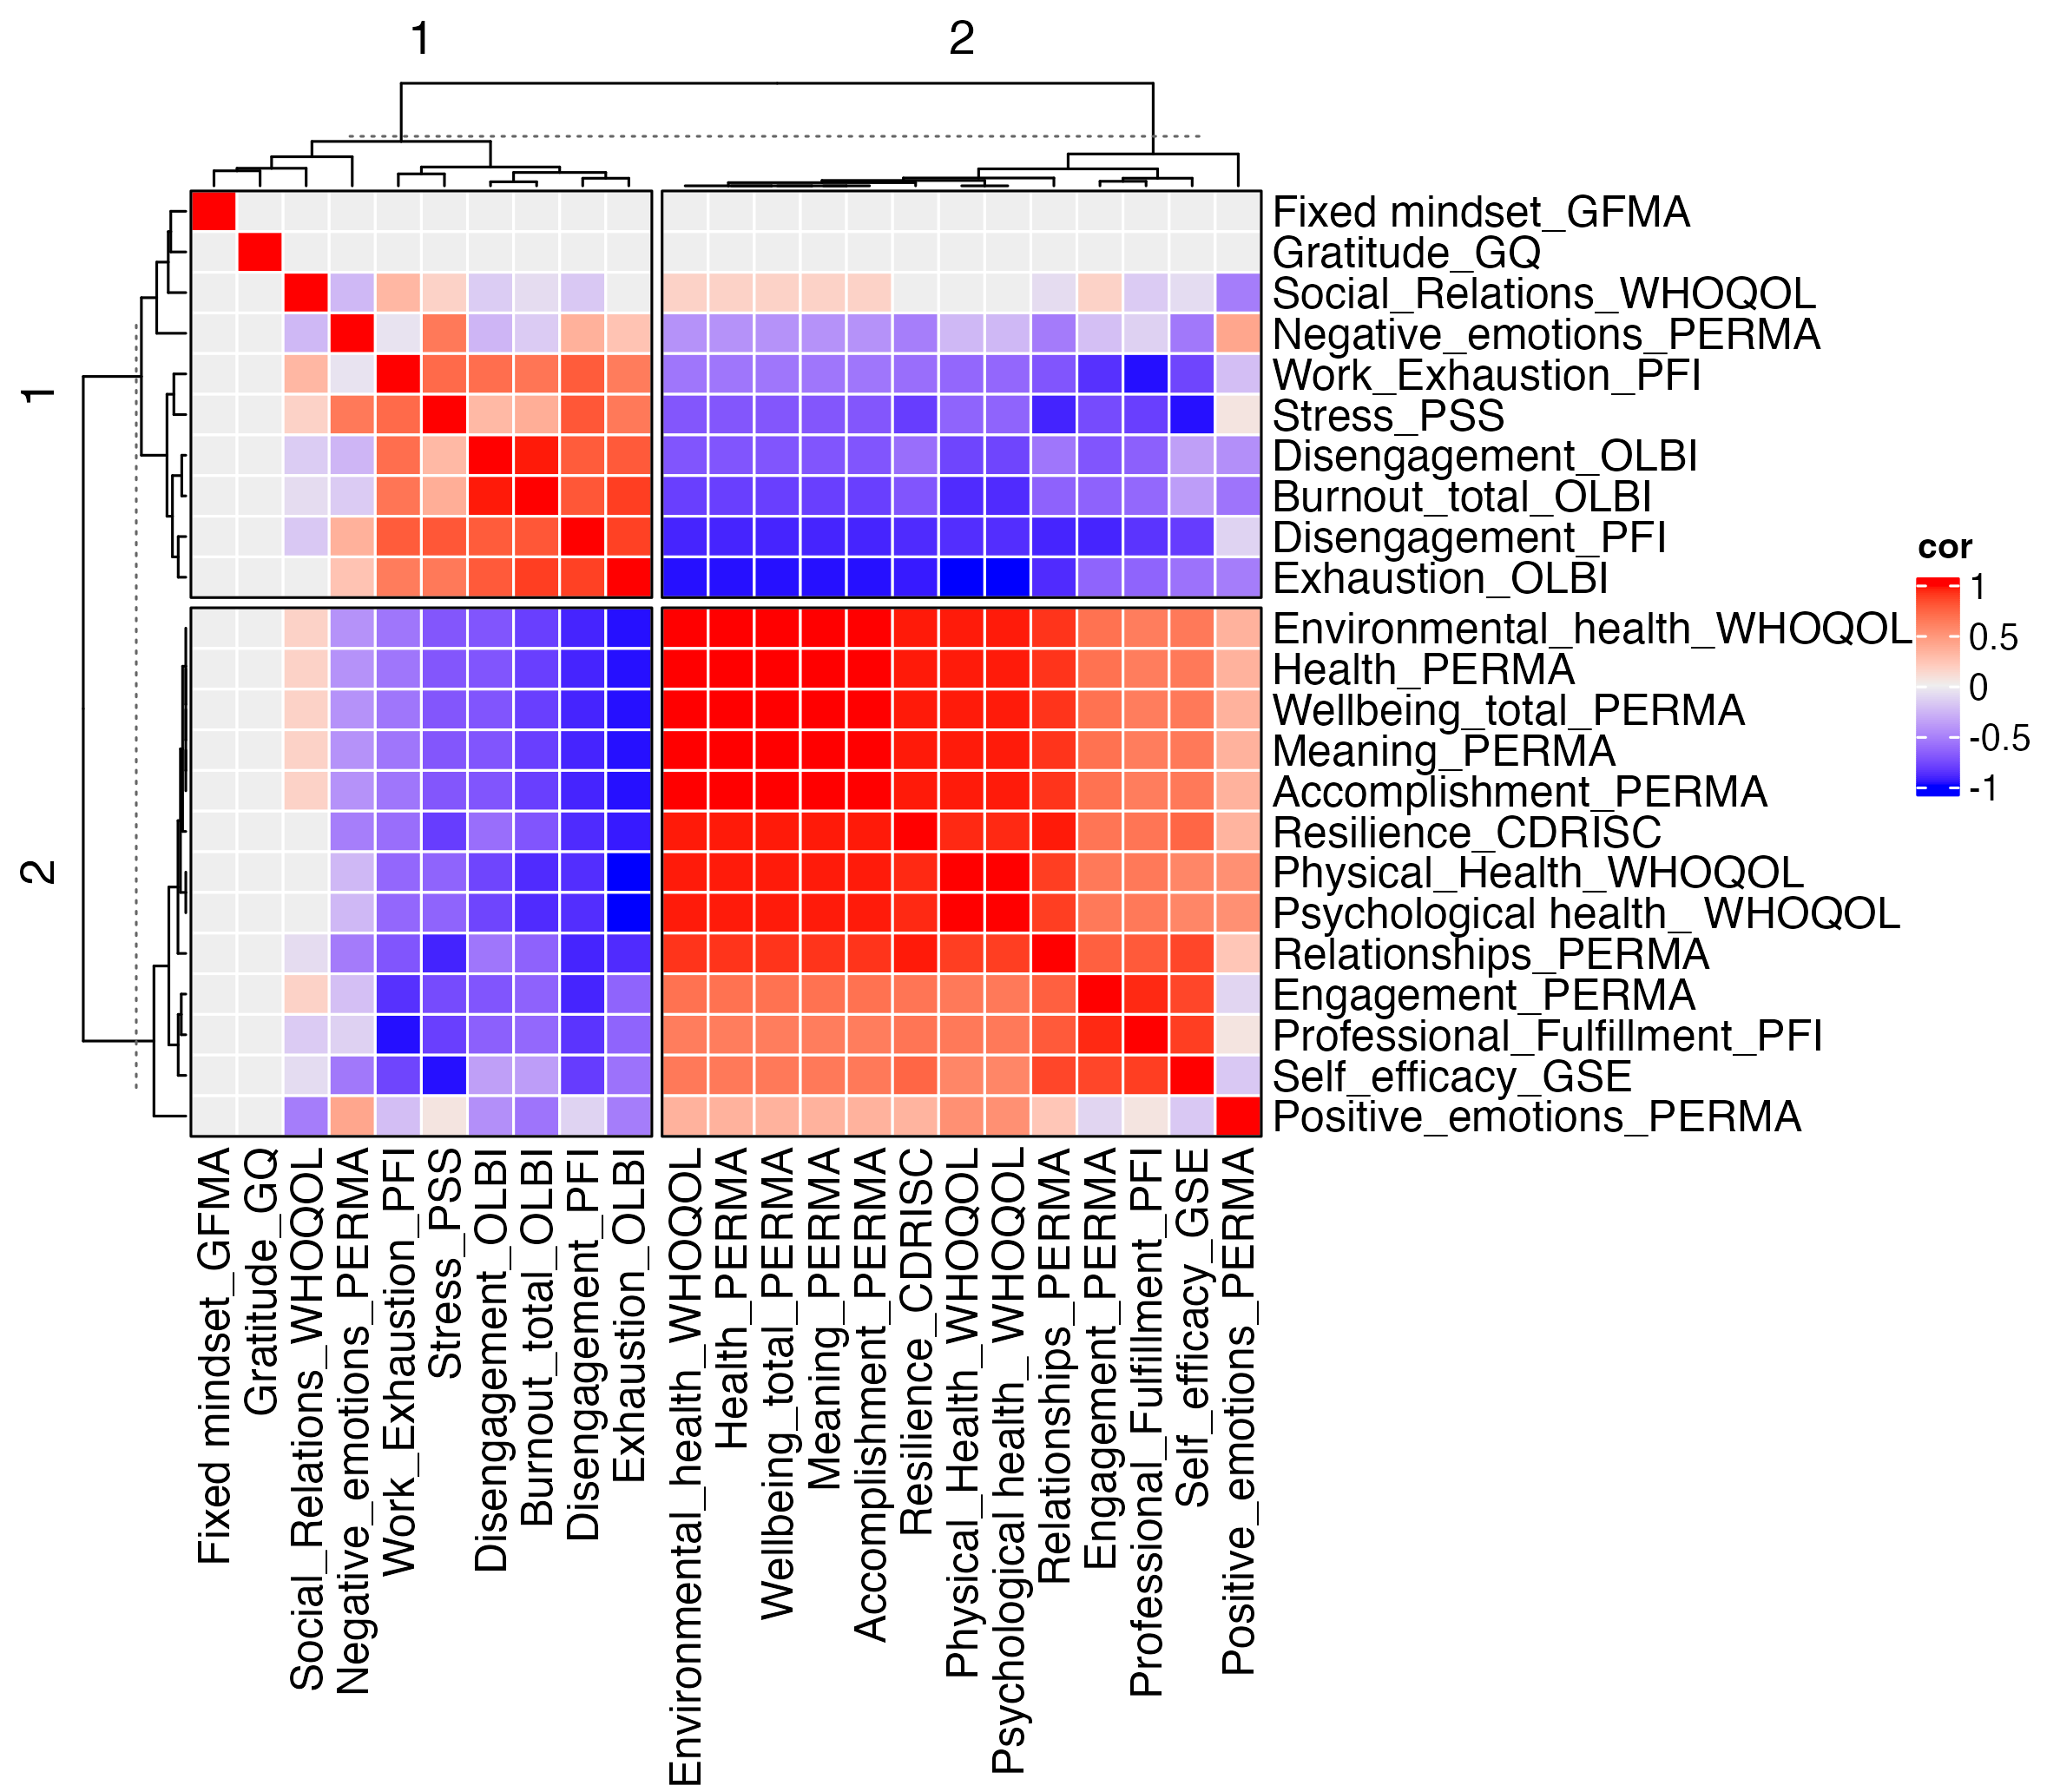 1
2
1
2
Fixed mindset_GFMA
Gratitude_GQ
Social_Relations_WHOQOL
Negative_emotions_PERMA
Work_Exhaustion_PFI
Stress_PSS
Disengagement_OLBI
Burnout_total_OLBI
Disengagement_PFI
Exhaustion_OLBI
Environmental_health_WHOQOL
Health_PERMA
Wellbeing_total_PERMA
Meaning_PERMA
Accomplishment_PERMA
Resilience_CDRISC
Physical_Health_WHOQOL
Psychological health_ WHOQOL
Relationships_PERMA
Engagement_PERMA
Professional_Fulfillment_PFI
Self_efficacy_GSE
Positive_emotions_PERMA
cor
1
0.5
0
-0.5
-1
Fixed mindset_GFMA
Gratitude_GQ
Social_Relations_WHOQOL
Negative_emotions_PERMA
Work_Exhaustion_PFI
Stress_PSS
Disengagement_OLBI
Burnout_total_OLBI
Disengagement_PFI
Exhaustion_OLBI
Environmental_health_WHOQOL
Health_PERMA
Wellbeing_total_PERMA
Meaning_PERMA
Accomplishment_PERMA
Resilience_CDRISC
Physical_Health_WHOQOL
Psychological health_ WHOQOL
Relationships_PERMA
Engagement_PERMA
Professional_Fulfillment_PFI
Self_efficacy_GSE
Positive_emotions_PERMA